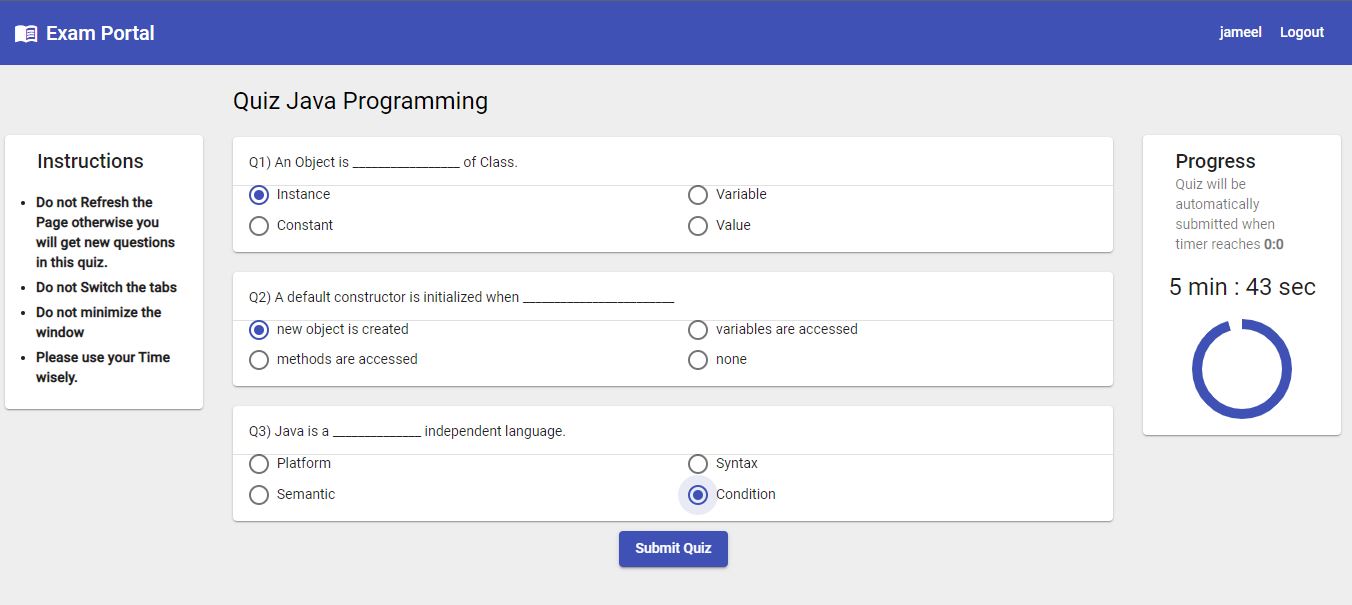 Exam Portal
jameel Logout
Quiz Java Programming
Instructions
• Do not Refresh the
Page otherwise you
will get new questions
in this quiz.
• Do not Switch the tabs
• Do not minimize the
window
• Please use your Time
wisely.
Q1) An Object is _________________ of Class.
Instance Variable
Constant Value
Q2) A default constructor is initialized when ________________________
new object is created variables are accessed
methods are accessed none
Q3) Java is a ______________ independent language.
Platform Syntax
Semantic Condition
Submit Quiz
Progress
Quiz will be
automatically
submitted when
timer reaches 0:0
5 min : 43 sec